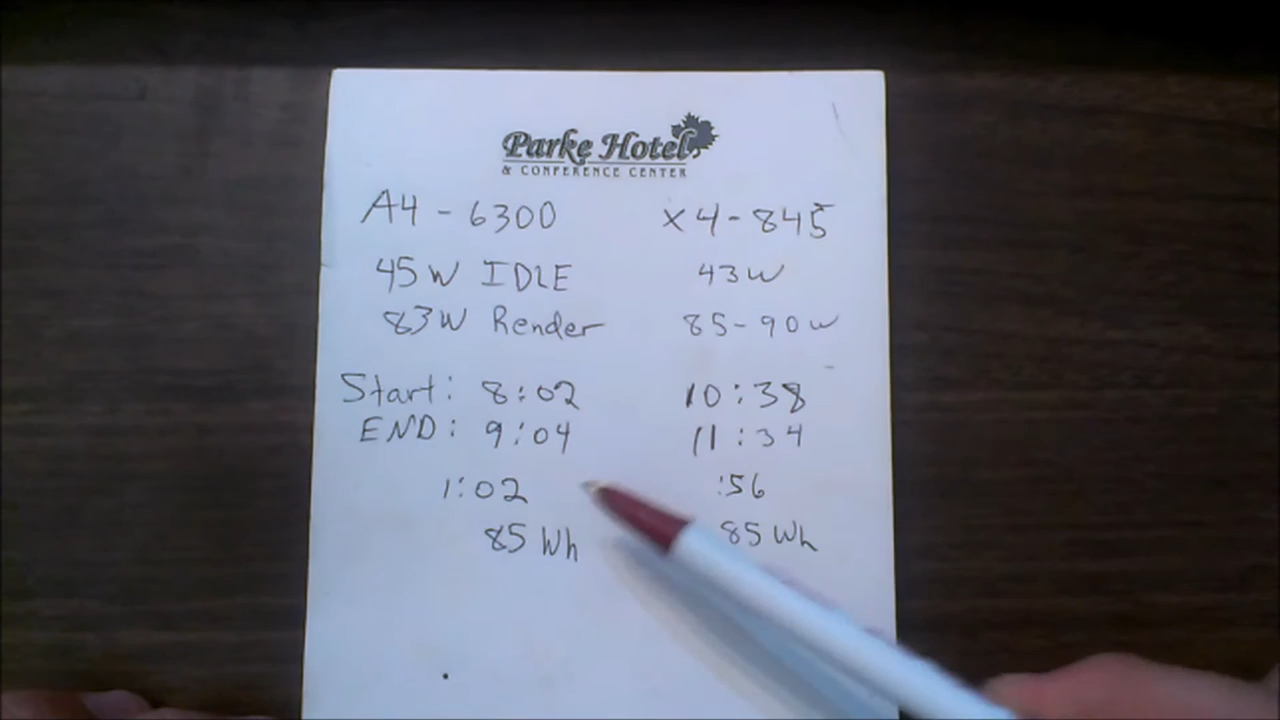 Parke Hotel
& CONFERENCE CENTER
A4-6300 X4-845
45W IDLE 43W
83W Render 85-90W
Start: 8:02 10:38
END: 9:04 11:34
1:02 :56
85 Wh 85 Wh